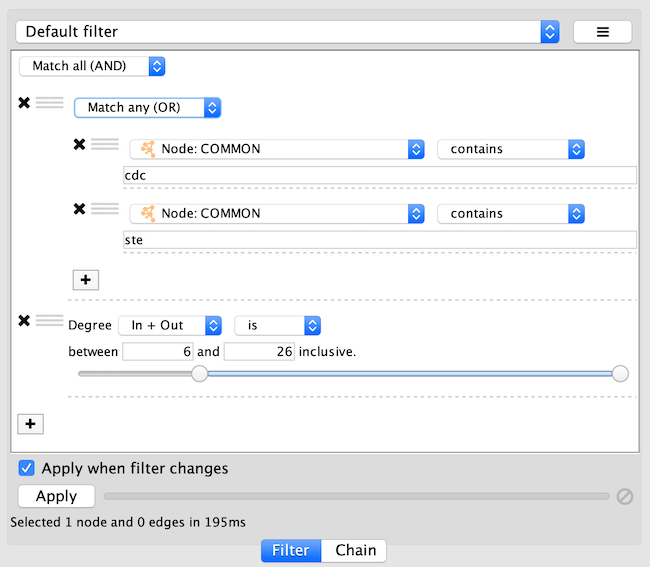 Default filter
Match all (AND)
Match any (OR)
Node: COMMON contains
cdc
Node: COMMON contains
ste
+
Degree In + Out is
between 6 and 26 inclusive.
+
Apply when filter changes
Apply
Selected 1 node and 0 edges in 195ms
Filter Chain